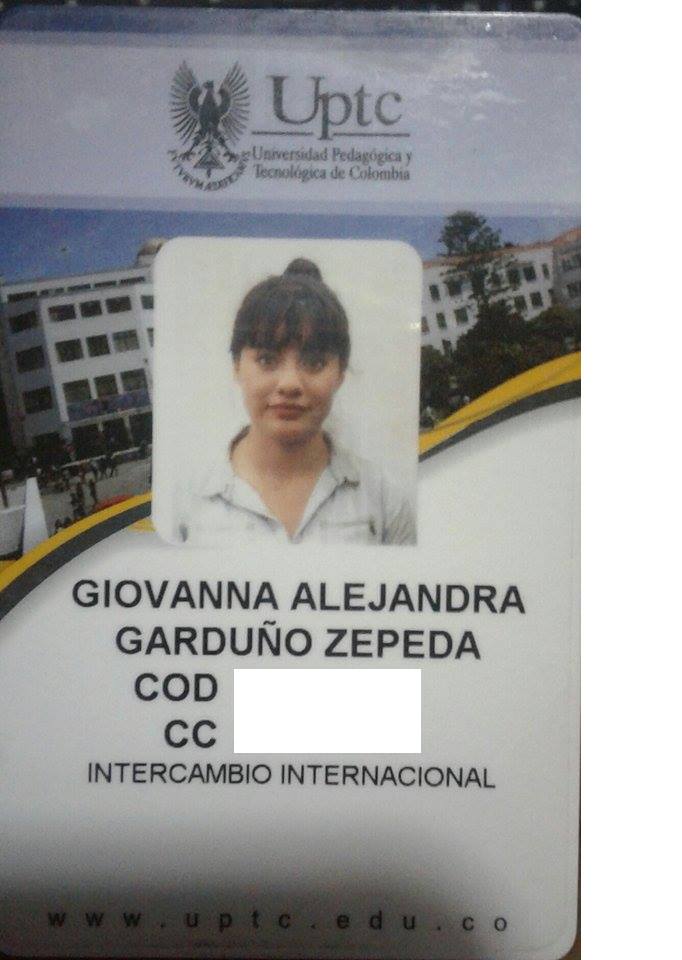 Uptc
Universidad Pedagógica y
Tecnológica de Colombia
GIOVANNA ALEJANDRA
GARDUÑO ZEPEDA
COD
CC
INTERCAMBIO INTERNACIONAL
www.uptc.edu.co